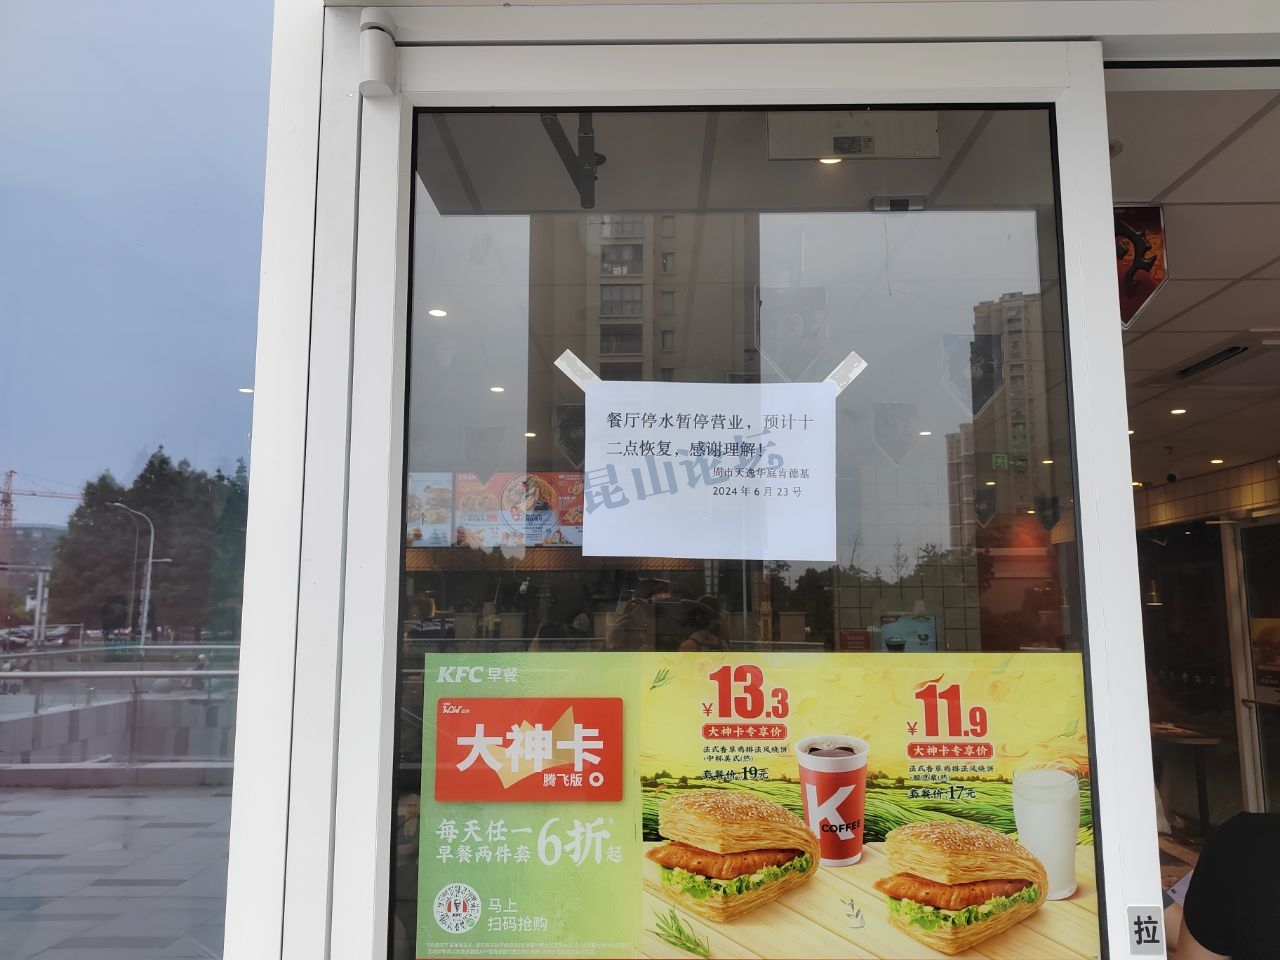 餐厅停水暂停营业，预计十
二点恢复，感谢理解！
周市天逸华庭肯德基
2024年6月23号
昆山论坛
KFC 早餐
WOW
大神卡
腾飞版
每天任一
早餐两件套
6折*起
马上
扫码抢购
¥13.3
大神卡专享价
法式香草鸡排法风烧饼
+中杯美式(热)
套餐价:19元
¥11.9
大神卡专享价
法式香草鸡排法风烧饼
套餐价:17元
K
COFFEE
拉